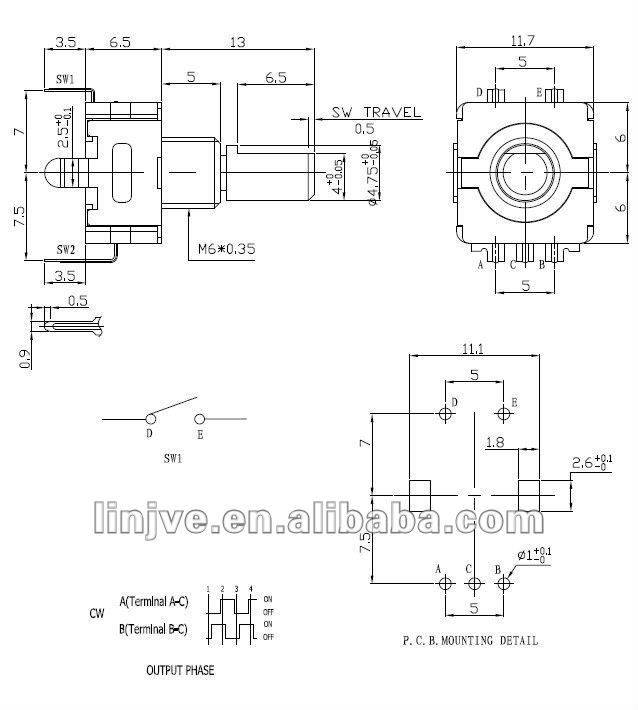 3.5
6.5
13
11.7
SW1
5
6.5
5
D
E
SW TRAVEL
0.5
7
2.5 +0 -0.1
4 +0 -0.05
ø4.75 +0 -0.05
6
7.5
6
SW2
M6*0.35
3.5
A
C
B
5
0.5
0.9
11.1
5
D
E
D
E
SW1
7
1.8
2.6 +0.1 -0
linjve.en.alibaba.com
7.5
ø1 +0.1 -0
A
C
B
5
1 2 3 4
CW
A(Terminal A-C)
ON
OFF
B(Terminal B-C)
ON
OFF
OUTPUT PHASE
P.C.B.MOUNTING DETAIL